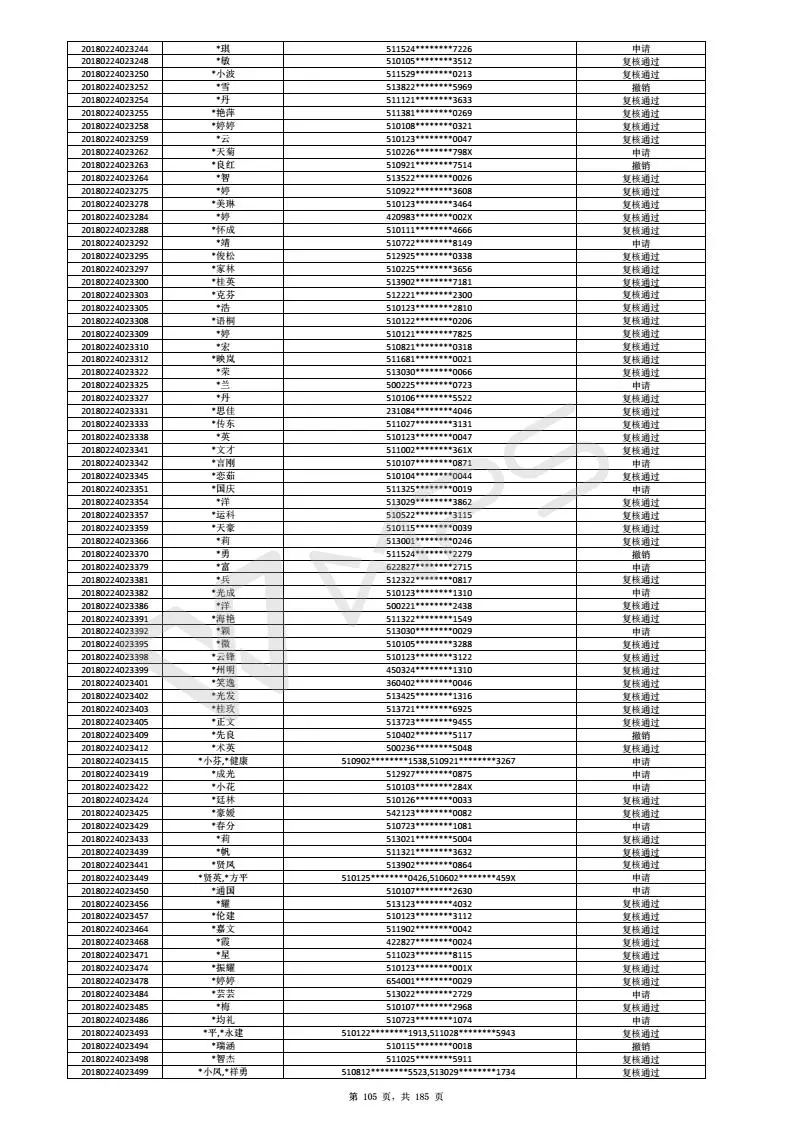 20180224023244 *琪 511524********7226 申请
20180224023248 *敏 510105********3512 复核通过
20180224023250 *小波 511529********0213 复核通过
20180224023252 *雪 513822********5969 撤销
20180224023254 *丹 511121********3633 复核通过
20180224023255 *艳萍 511381********0269 复核通过
20180224023258 *婷婷 510108********0321 复核通过
20180224023259 *云 510123********0047 复核通过
20180224023262 *天菊 510226********798X 申请
20180224023263 *良红 510921********7514 撤销
20180224023264 *智 513522********0026 复核通过
20180224023275 *婷 510922********3608 复核通过
20180224023278 *美琳 510123********3464 复核通过
20180224023284 *婷 420983********002X 复核通过
20180224023288 *怀成 510111********4666 复核通过
20180224023292 *靖 510722********8149 申请
20180224023295 *俊松 512925********0338 复核通过
20180224023297 *家林 510225********3656 复核通过
20180224023300 *桂英 513902********7181 复核通过
20180224023303 *克芬 512221********2300 复核通过
20180224023305 *浩 510123********2810 复核通过
20180224023308 *语桐 510122********0206 复核通过
20180224023309 *婷 510121********7825 复核通过
20180224023310 *宏 510821********0318 复核通过
20180224023312 *映岚 511681********0021 复核通过
20180224023322 *荣 513030********0066 复核通过
20180224023325 *兰 500225********0723 申请
20180224023327 *丹 510106********5522 复核通过
20180224023331 *思佳 231084********4046 复核通过
20180224023333 *传东 511027********3131 复核通过
20180224023338 *英 510123********0047 复核通过
20180224023341 *文才 511002********361X 复核通过
20180224023342 *言刚 510107********0871 申请
20180224023345 *恋茹 510104********0044 复核通过
20180224023351 *国庆 511325********0019 申请
20180224023354 *洋 513029********3862 复核通过
20180224023357 *运科 510522********3115 复核通过
20180224023359 *天豪 510115********0039 复核通过
20180224023366 *莉 513001********0246 复核通过
20180224023370 *勇 511524********2279 撤销
20180224023379 *富 622827********2715 申请
20180224023381 *兵 512322********0817 复核通过
20180224023382 *光成 510123********1310 申请
20180224023386 *洋 500221********2438 复核通过
20180224023391 *海艳 511322********1549 复核通过
20180224023392 *颖 513030********0029 申请
20180224023395 *微 510105********3288 复核通过
20180224023398 *云锋 510123********3122 复核通过
20180224023399 *州明 450324********1310 复核通过
20180224023401 *笑逸 360402********0046 复核通过
20180224023402 *光发 513425********1316 复核通过
20180224023403 *桂玫 513721********6925 复核通过
20180224023405 *正文 513723********9455 复核通过
20180224023409 *先良 510402********5117 撤销
20180224023412 *术英 500236********5048 复核通过
20180224023415 *小芬,*健康 510902********1538,510921********3267 申请
20180224023419 *成光 512927********0875 申请
20180224023422 *小花 510103********284X 申请
20180224023424 *廷林 510126********0033 复核通过
20180224023425 *豪媛 542123********0082 复核通过
20180224023429 *春分 510723********1081 申请
20180224023433 *莉 513021********5004 复核通过
20180224023439 *帆 511321********3632 复核通过
20180224023441 *贤凤 513902********0864 复核通过
20180224023449 *贤英,*方平 510125********0426,510602********459X 申请
20180224023450 *通国 510107********2630 申请
20180224023456 *耀 513123********4032 复核通过
20180224023457 *伦建 510123********3112 复核通过
20180224023464 *嘉文 511902********0042 复核通过
20180224023468 *霞 422827********0024 复核通过
20180224023471 *星 511023********8115 复核通过
20180224023474 *振耀 510123********001X 复核通过
20180224023478 *婷婷 654001********0029 复核通过
20180224023484 *芸芸 513022********2729 申请
20180224023485 *梅 510107********2968 复核通过
20180224023486 *均礼 510723********1074 申请
20180224023493 *平,*永建 510122********1913,511028********5943 复核通过
20180224023494 *瑞涵 510115********0018 撤销
20180224023498 *智杰 511025********5911 复核通过
20180224023499 *小凤,*祥勇 510812********5523,513029********1734 复核通过
第 105 页,共 185 页